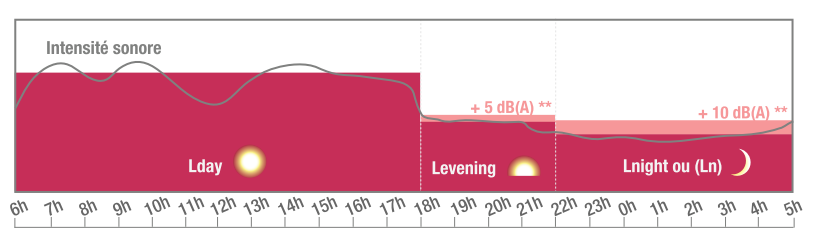 Intensité sonore
+ 5 dB(A) **
+ 10 dB(A) **
Lday
Levening
Lnight ou (Ln)
6h 7h 8h 9h 10h 11h 12h 13h 14h 15h 16h 17h 18h 19h 20h 21h 22h 23h 0h 1h 2h 3h 4h 5h